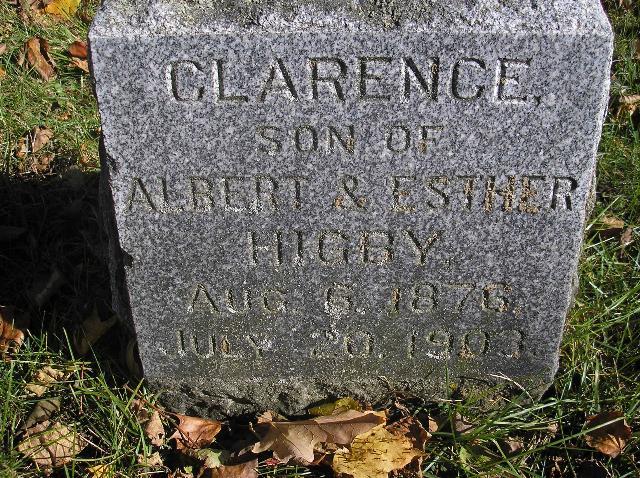 CLARENCE,
SON OF
ALBERT & ESTHER
HIGBY.
AUG. 6. 1876.
JULY 20. 1903.